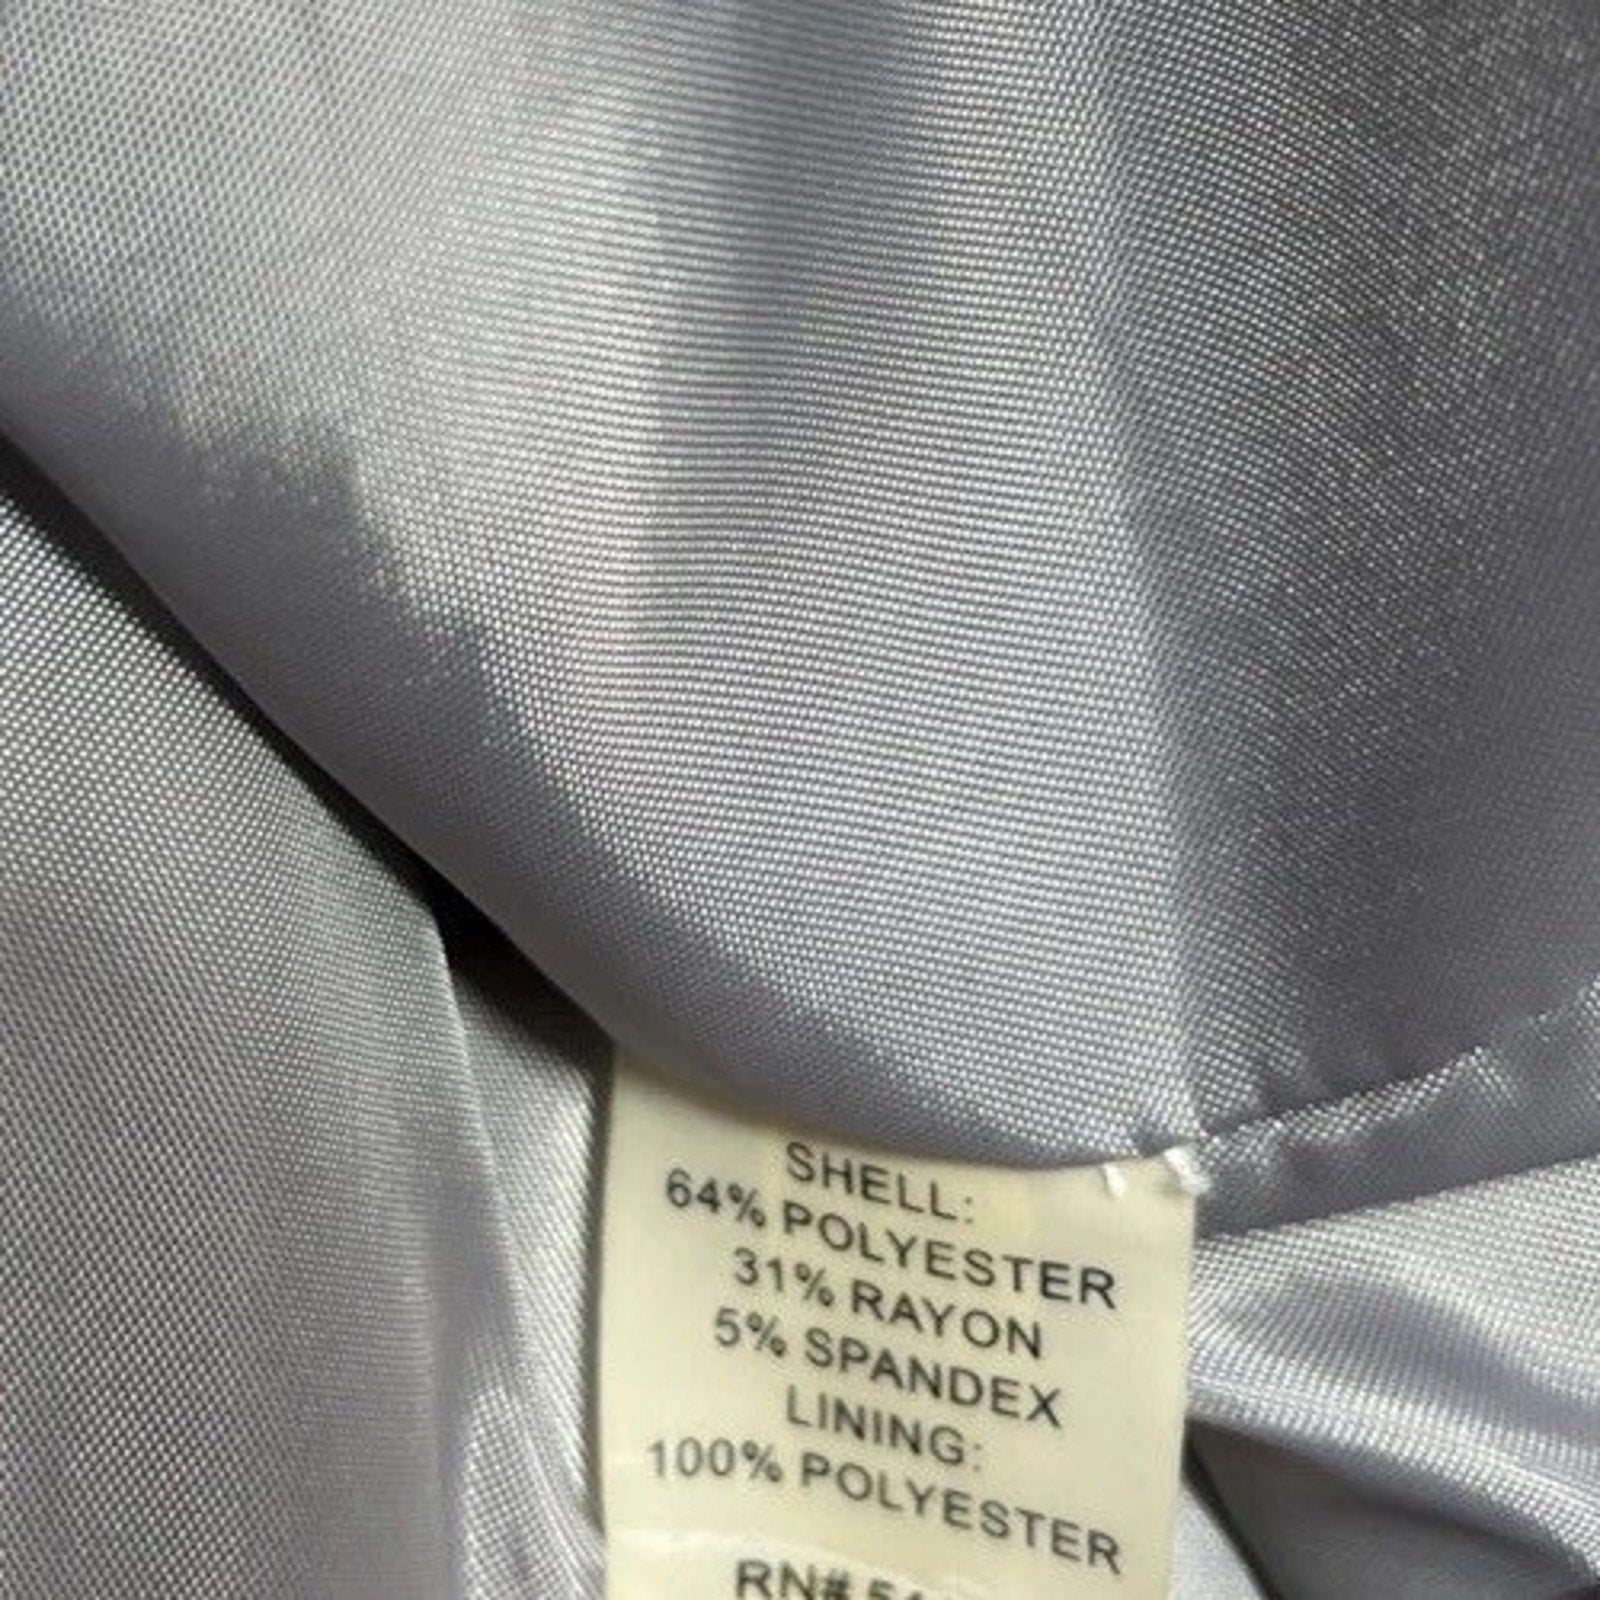 SHELL:
64% POLYESTER
31% RAYON
5% SPANDEX
LINING:
100% POLYESTER
RN#